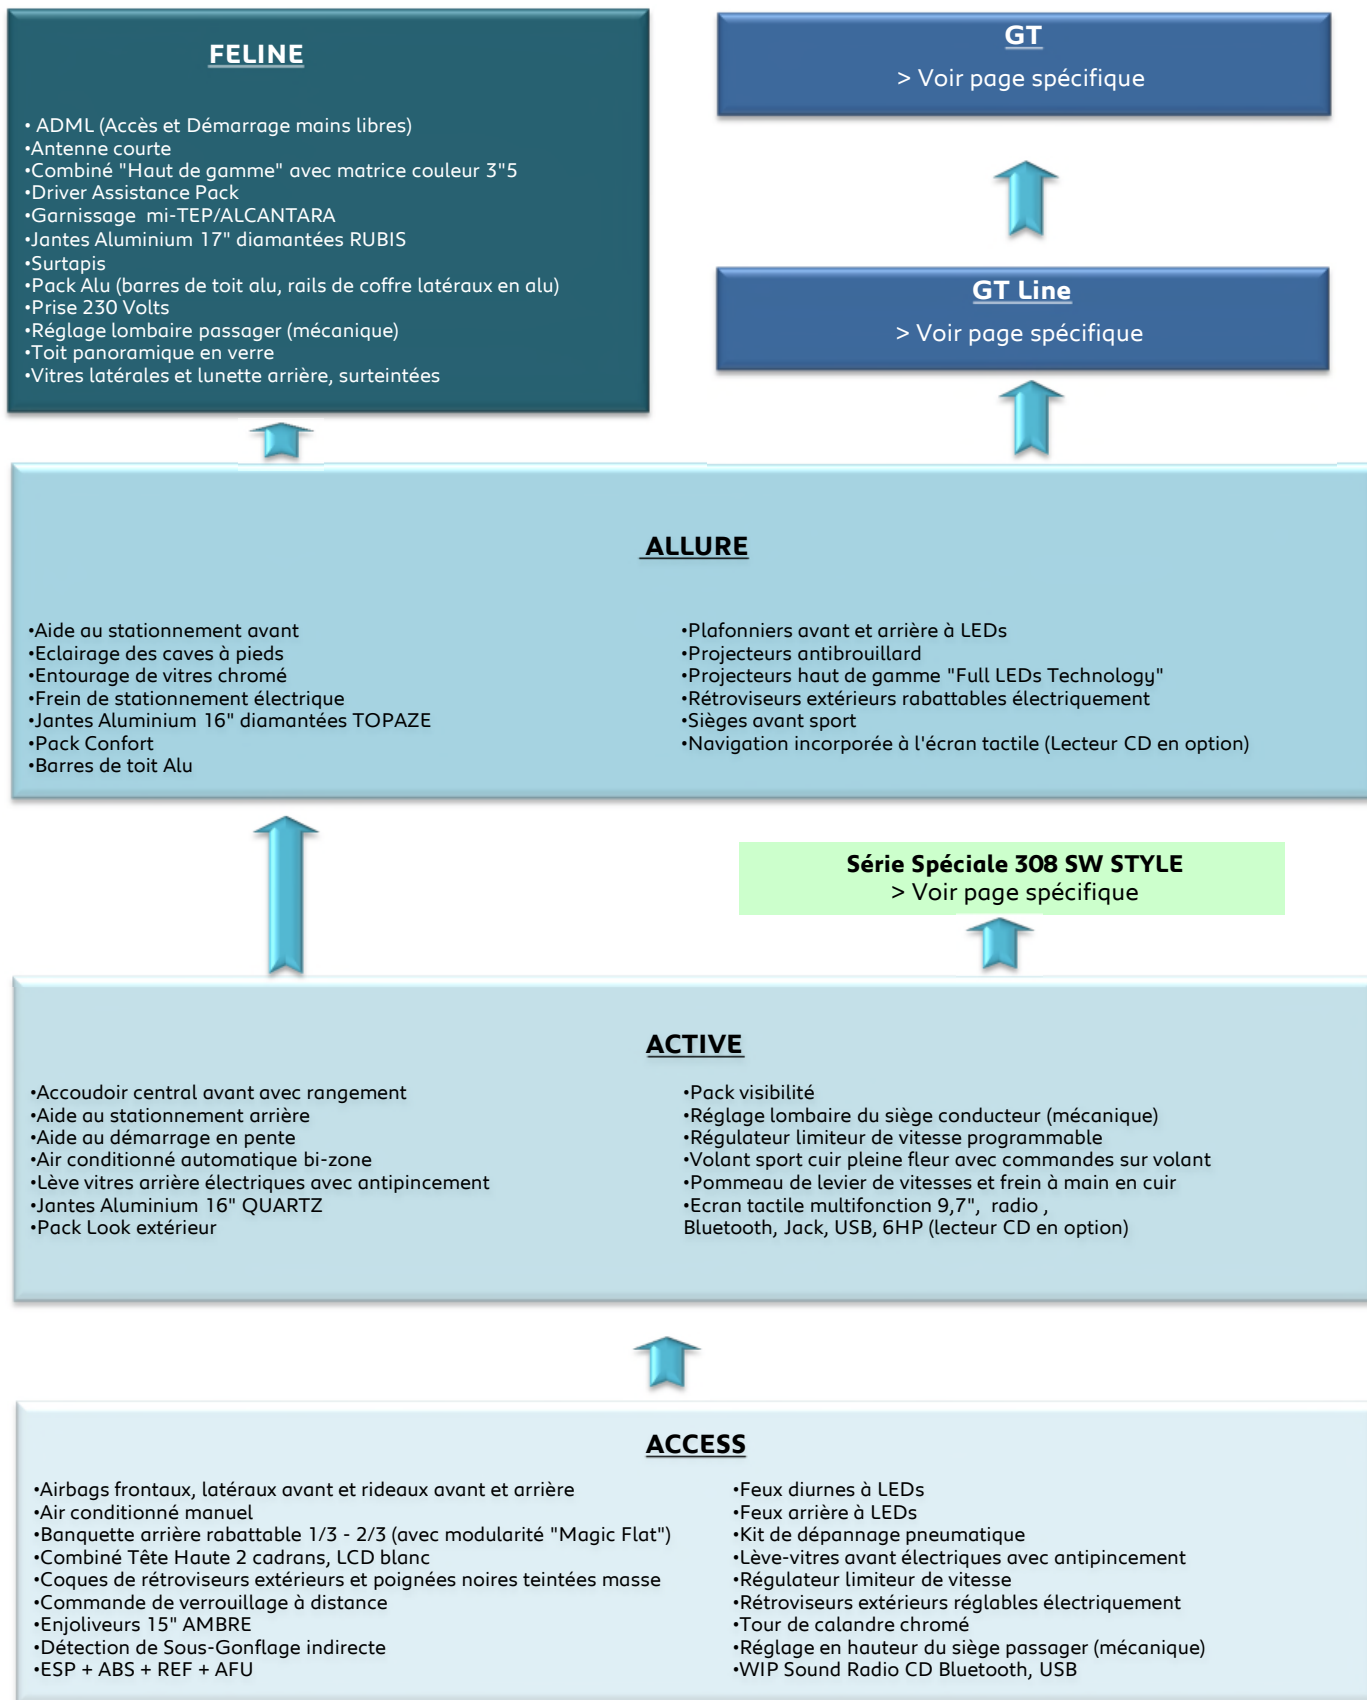 FELINE
• ADML (Accès et Démarrage mains libres)
•Antenne courte
•Combiné "Haut de gamme" avec matrice couleur 3"5
•Driver Assistance Pack
•Garnissage mi-TEP/ALCANTARA
•Jantes Aluminium 17" diamantées RUBIS
•Surtapis
•Pack Alu (barres de toit alu, rails de coffre latéraux en alu)
•Prise 230 Volts
•Réglage lombaire passager (mécanique)
•Toit panoramique en verre
•Vitres latérales et lunette arrière, surteintées
GT
> Voir page spécifique
GT Line
> Voir page spécifique
ALLURE
•Aide au stationnement avant
•Eclairage des caves à pieds
•Entourage de vitres chromé
•Frein de stationnement électrique
•Jantes Aluminium 16" diamantées TOPAZE
•Pack Confort
•Barres de toit Alu
•Plafonniers avant et arrière à LEDs
•Projecteurs antibrouillard
•Projecteurs haut de gamme "Full LEDs Technology"
•Rétroviseurs extérieurs rabattables électriquement
•Sièges avant sport
•Navigation incorporée à l'écran tactile (Lecteur CD en option)
Série Spéciale 308 SW STYLE
> Voir page spécifique
ACTIVE
•Accoudoir central avant avec rangement
•Aide au stationnement arrière
•Aide au démarrage en pente
•Air conditionné automatique bi-zone
•Lève vitres arrière électriques avec antipincement
•Jantes Aluminium 16" QUARTZ
•Pack Look extérieur
•Pack visibilité
•Réglage lombaire du siège conducteur (mécanique)
•Régulateur limiteur de vitesse programmable
•Volant sport cuir pleine fleur avec commandes sur volant
•Pommeau de levier de vitesses et frein à main en cuir
•Ecran tactile multifonction 9,7", radio ,
Bluetooth, Jack, USB, 6HP (lecteur CD en option)
ACCESS
•Airbags frontaux, latéraux avant et rideaux avant et arrière
•Air conditionné manuel
•Banquette arrière rabattable 1/3 - 2/3 (avec modularité "Magic Flat")
•Combiné Tête Haute 2 cadrans, LCD blanc
•Coques de rétroviseurs extérieurs et poignées noires teintées masse
•Commande de verrouillage à distance
•Enjoliveurs 15" AMBRE
•Détection de Sous-Gonflage indirecte
•ESP + ABS + REF + AFU
•Feux diurnes à LEDs
•Feux arrière à LEDs
•Kit de dépannage pneumatique
•Lève-vitres avant électriques avec antipincement
•Régulateur limiteur de vitesse
•Rétroviseurs extérieurs réglables électriquement
•Tour de calandre chromé
•Réglage en hauteur du siège passager (mécanique)
•WIP Sound Radio CD Bluetooth, USB